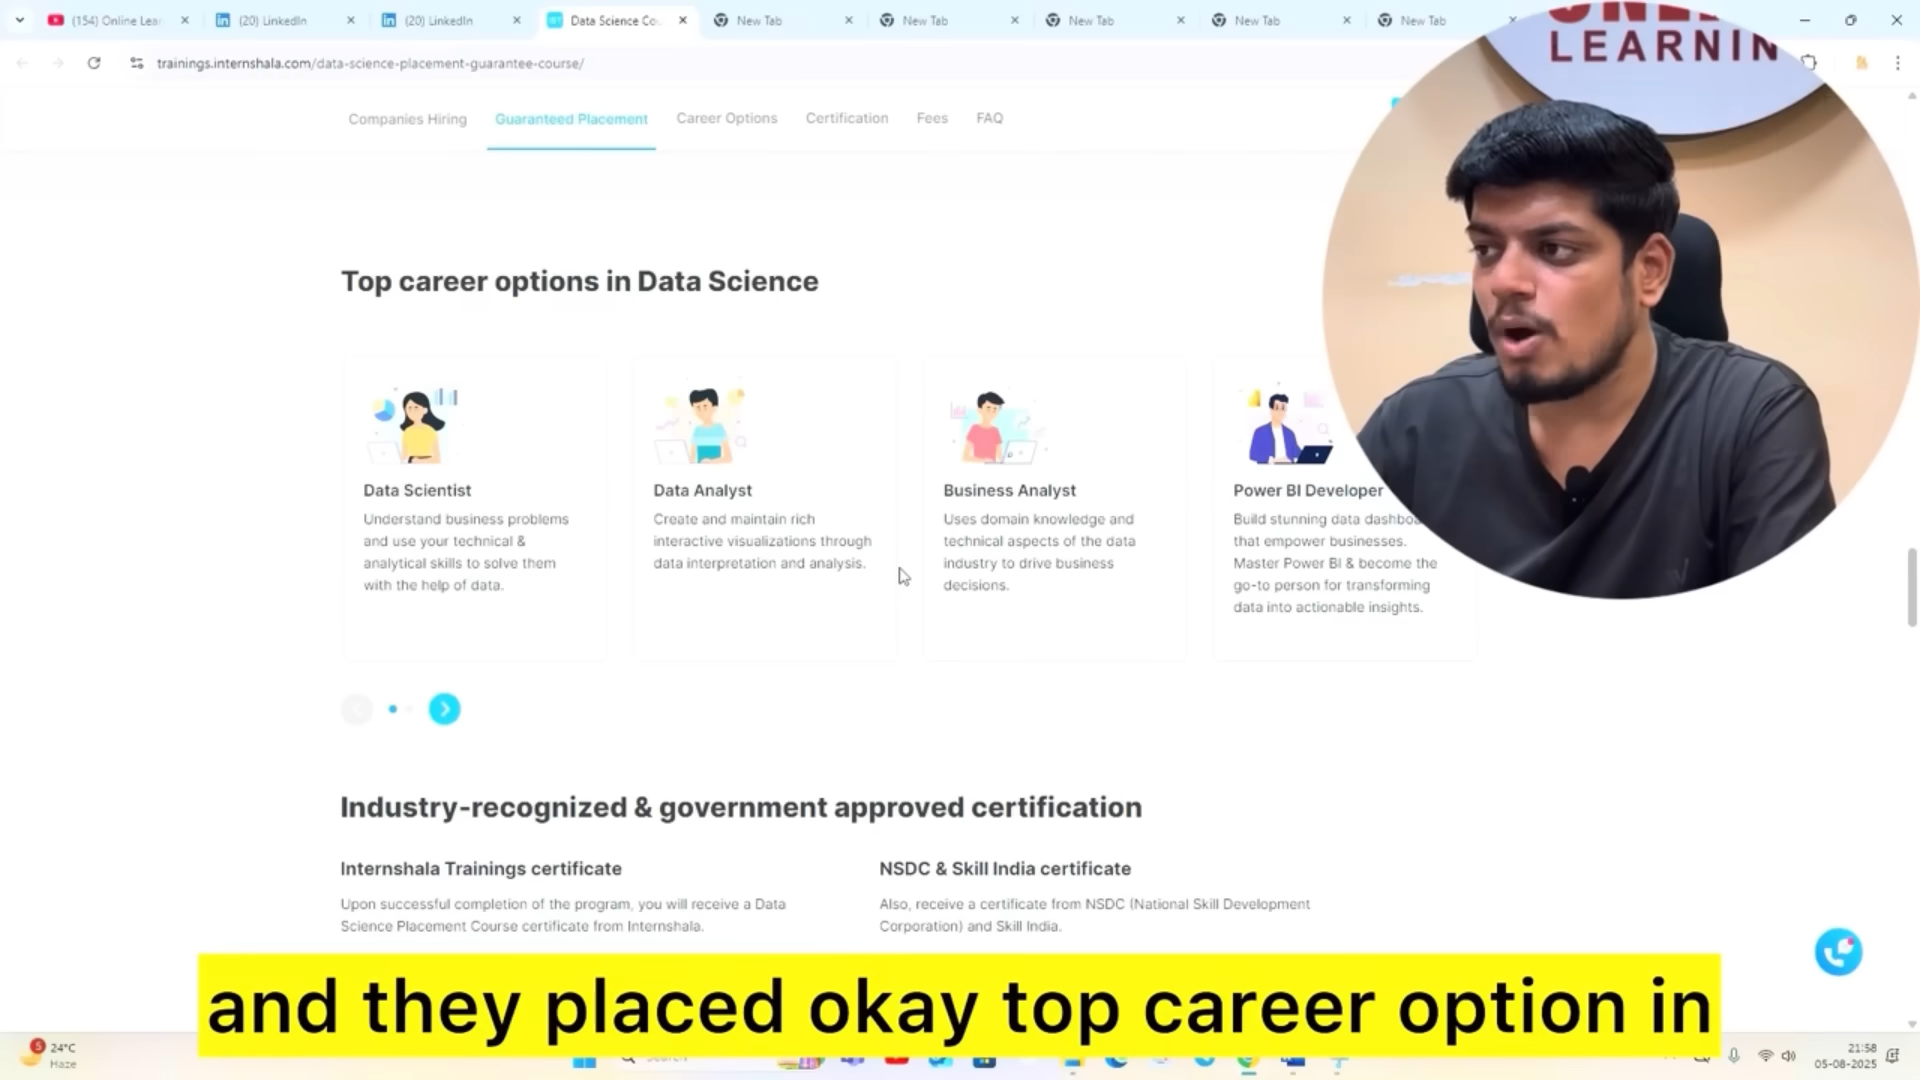 (154) Online Lear
(20) LinkedIn
(20) LinkedIn
Data Science Co
New Tab
New Tab
New Tab
New Tab
New Tab
trainings.internshala.com/data-science-placement-guarantee-course/
LEARNIN
Companies Hiring
Guaranteed Placement
Career Options
Certification
Fees
FAQ
Top career options in Data Science
Data Scientist
Understand business problems
and use your technical &
analytical skills to solve them
with the help of data.
Data Analyst
Create and maintain rich
interactive visualizations through
data interpretation and analysis.
Business Analyst
Uses domain knowledge and
technical aspects of the data
industry to drive business
decisions.
Power BI Developer
Build stunning data dashboa
that empower businesses.
Master Power BI & become the
go-to person for transforming
data into actionable insights.
Industry-recognized & government approved certification
Internshala Trainings certificate
Upon successful completion of the program, you will receive a Data
Science Placement Course certificate from Internshala.
NSDC & Skill India certificate
Also, receive a certificate from NSDC (National Skill Development
Corporation) and Skill India.
and they placed okay top career option in
5
24°C
Haze
21:58
05-08-2025